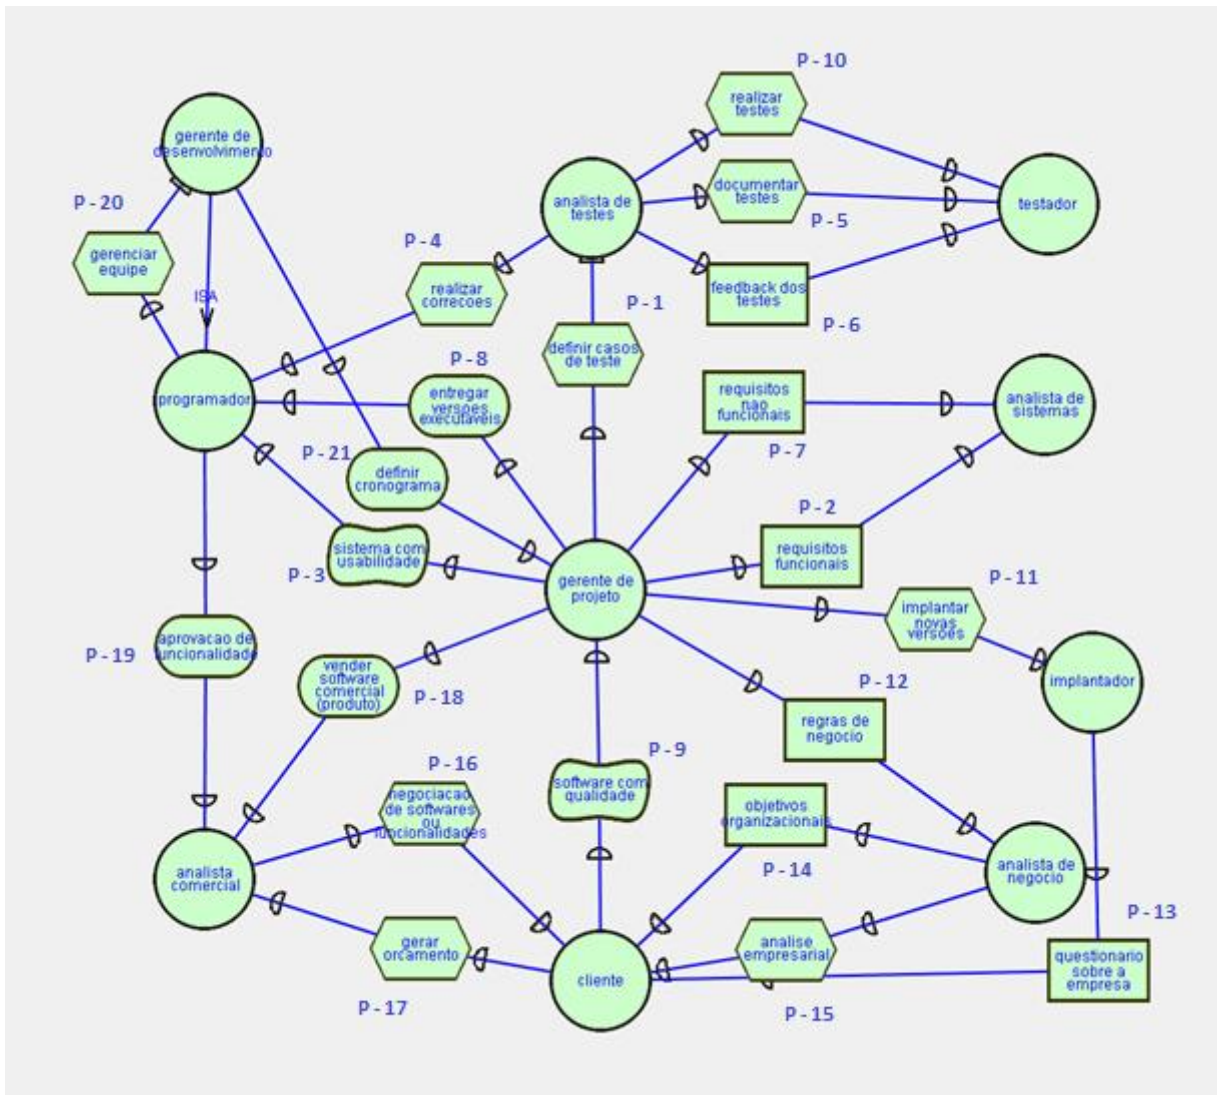 P-10
realizar
testes
gerente de
desenvolvimento
analista de
testes
documentar
testes
testador
P-20
P-5
gerenciar
equipe
P-4
feedback dos
testes
realizar
correcoes
P-1
P-6
ISA
definir casos
de teste
P-8
programador
entregar
versões
executáveis
requisitos
nao
funcionais
analista de
sistemas
P-21
P-7
definir
cronograma
P-2
sistema com
usabilidade
requisitos
funcionais
P-3
gerente de
projeto
P-11
implantar
novas
versões
aprovacao de
funcionalidade
P-19
vender
software
comercial
(produto)
P-18
P-12
implantador
regras de
negocio
P-16
P-9
negociacao
de softwares
ou
funcionalidades
software com
qualidade
objetivos
organizacionais
analista
comercial
P-14
analista de
negocio
P-13
gerar
orcamento
analise
empresarial
questionario
sobre a
empresa
cliente
P-17
P-15